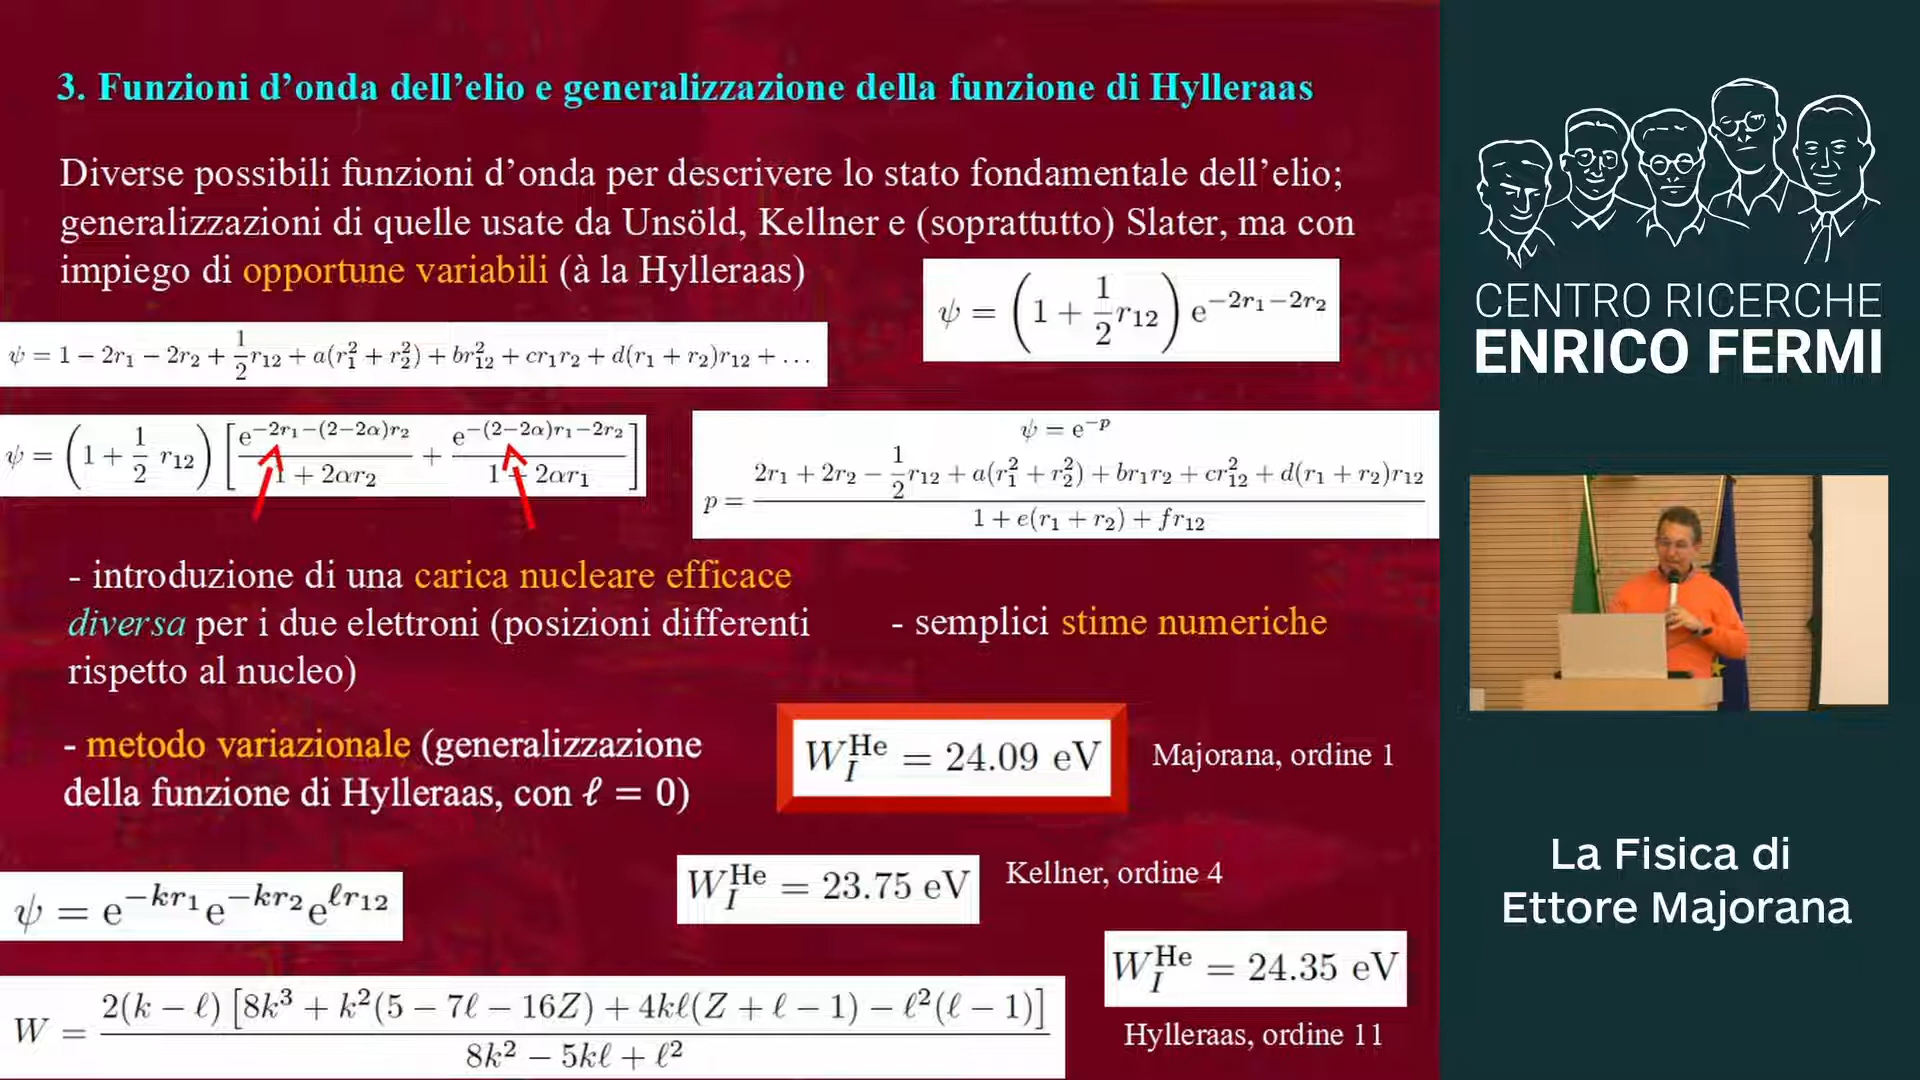 3. Funzioni d'onda dell'elio e generalizzazione della funzione di Hylleraas
Diverse possibili funzioni d'onda per descrivere lo stato fondamentale dell'elio;
generalizzazioni di quelle usate da Unsöld, Kellner e (soprattutto) Slater, ma con
impiego di opportune variabili (à la Hylleraas)
ψ = (1 + 1/2 r₁₂) e^{−2r₁−2r₂}
ψ = 1 − 2r₁ − 2r₂ + 1/2 r₁₂ + a(r₁² + r₂²) + br₁₂² + cr₁r₂ + d(r₁ + r₂)r₁₂ + ...
ψ = (1 + 1/2 r₁₂) [ e^{−2r₁−(2−2α)r₂} / (1 + 2αr₂) + e^{−(2−2α)r₁−2r₂} / (1 + 2αr₁) ]
ψ = e^{−p}
p = (2r₁ + 2r₂ − 1/2 r₁₂ + a(r₁² + r₂²) + br₁r₂ + cr₁₂² + d(r₁ + r₂)r₁₂) / (1 + e(r₁ + r₂) + fr₁₂)
- introduzione di una carica nucleare efficace
diversa per i due elettroni (posizioni differenti
rispetto al nucleo)
- semplici stime numeriche
- metodo variazionale (generalizzazione
della funzione di Hylleraas, con ℓ = 0)
W_I^{He} = 24.09 eV
Majorana, ordine 1
W_I^{He} = 23.75 eV
Kellner, ordine 4
ψ = e^{−kr₁}e^{−kr₂}e^{ℓr₁₂}
W_I^{He} = 24.35 eV
Hylleraas, ordine 11
W = 2(k − ℓ) [8k³ + k²(5 − 7ℓ − 16Z) + 4kℓ(Z + ℓ − 1) − ℓ²(ℓ − 1)] / (8k² − 5kℓ + ℓ²)
CENTRO RICERCHE
ENRICO FERMI
La Fisica di
Ettore Majorana